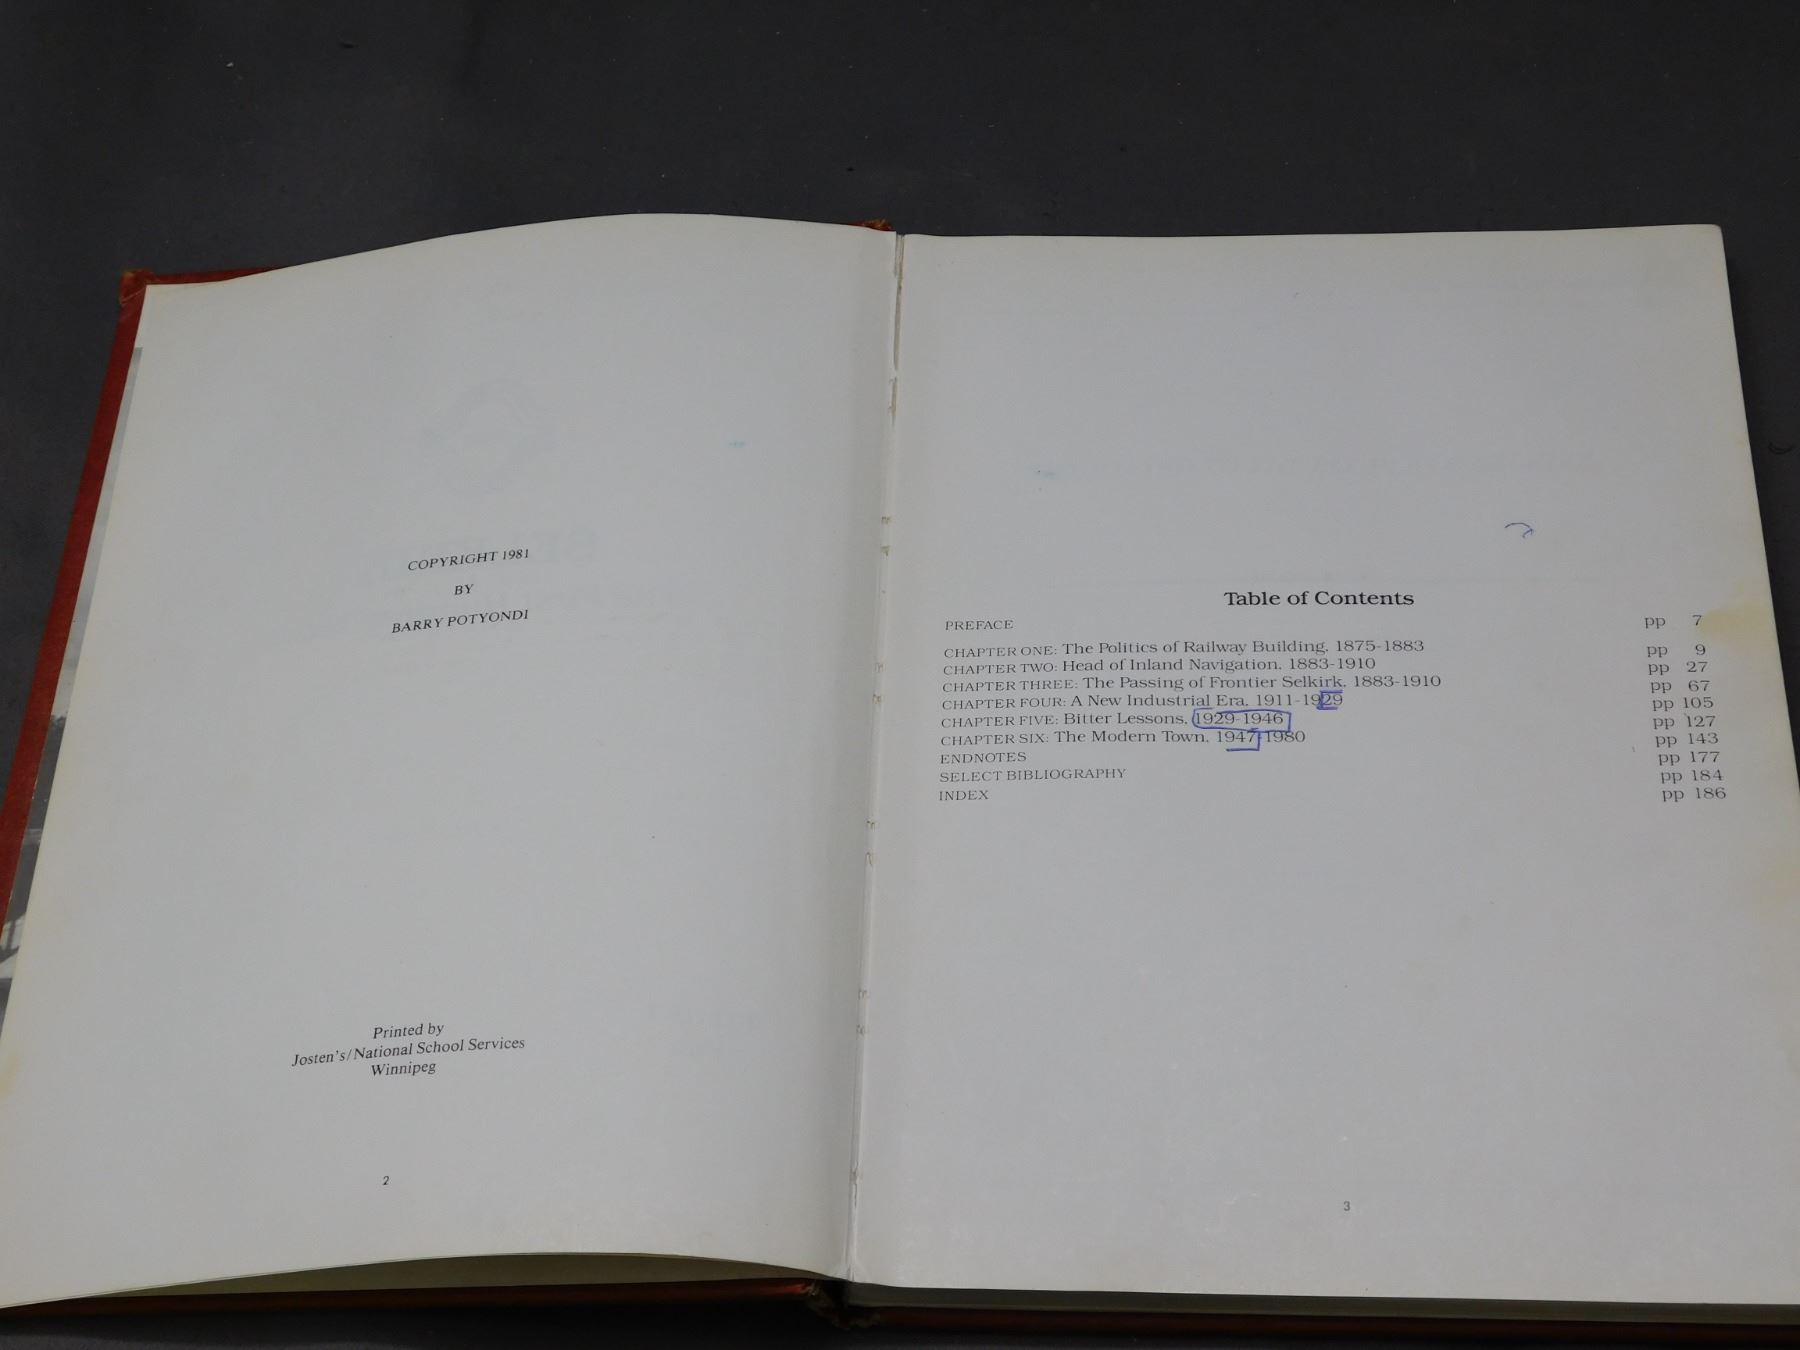 COPYRIGHT 1981
BY
BARRY POTYONDI
Printed by
Josten's/National School Services
Winnipeg
2
Table of Contents
PREFACE pp 7
CHAPTER ONE: The Politics of Railway Building, 1875-1883 pp 9
CHAPTER TWO: Head of Inland Navigation, 1883-1910 pp 27
CHAPTER THREE: The Passing of Frontier Selkirk, 1883-1910 pp 67
CHAPTER FOUR: A New Industrial Era, 1911-1929 pp 105
CHAPTER FIVE: Bitter Lessons, 1929-1946 pp 127
CHAPTER SIX: The Modern Town, 1947-1980 pp 143
ENDNOTES pp 177
SELECT BIBLIOGRAPHY pp 184
INDEX pp 186
3